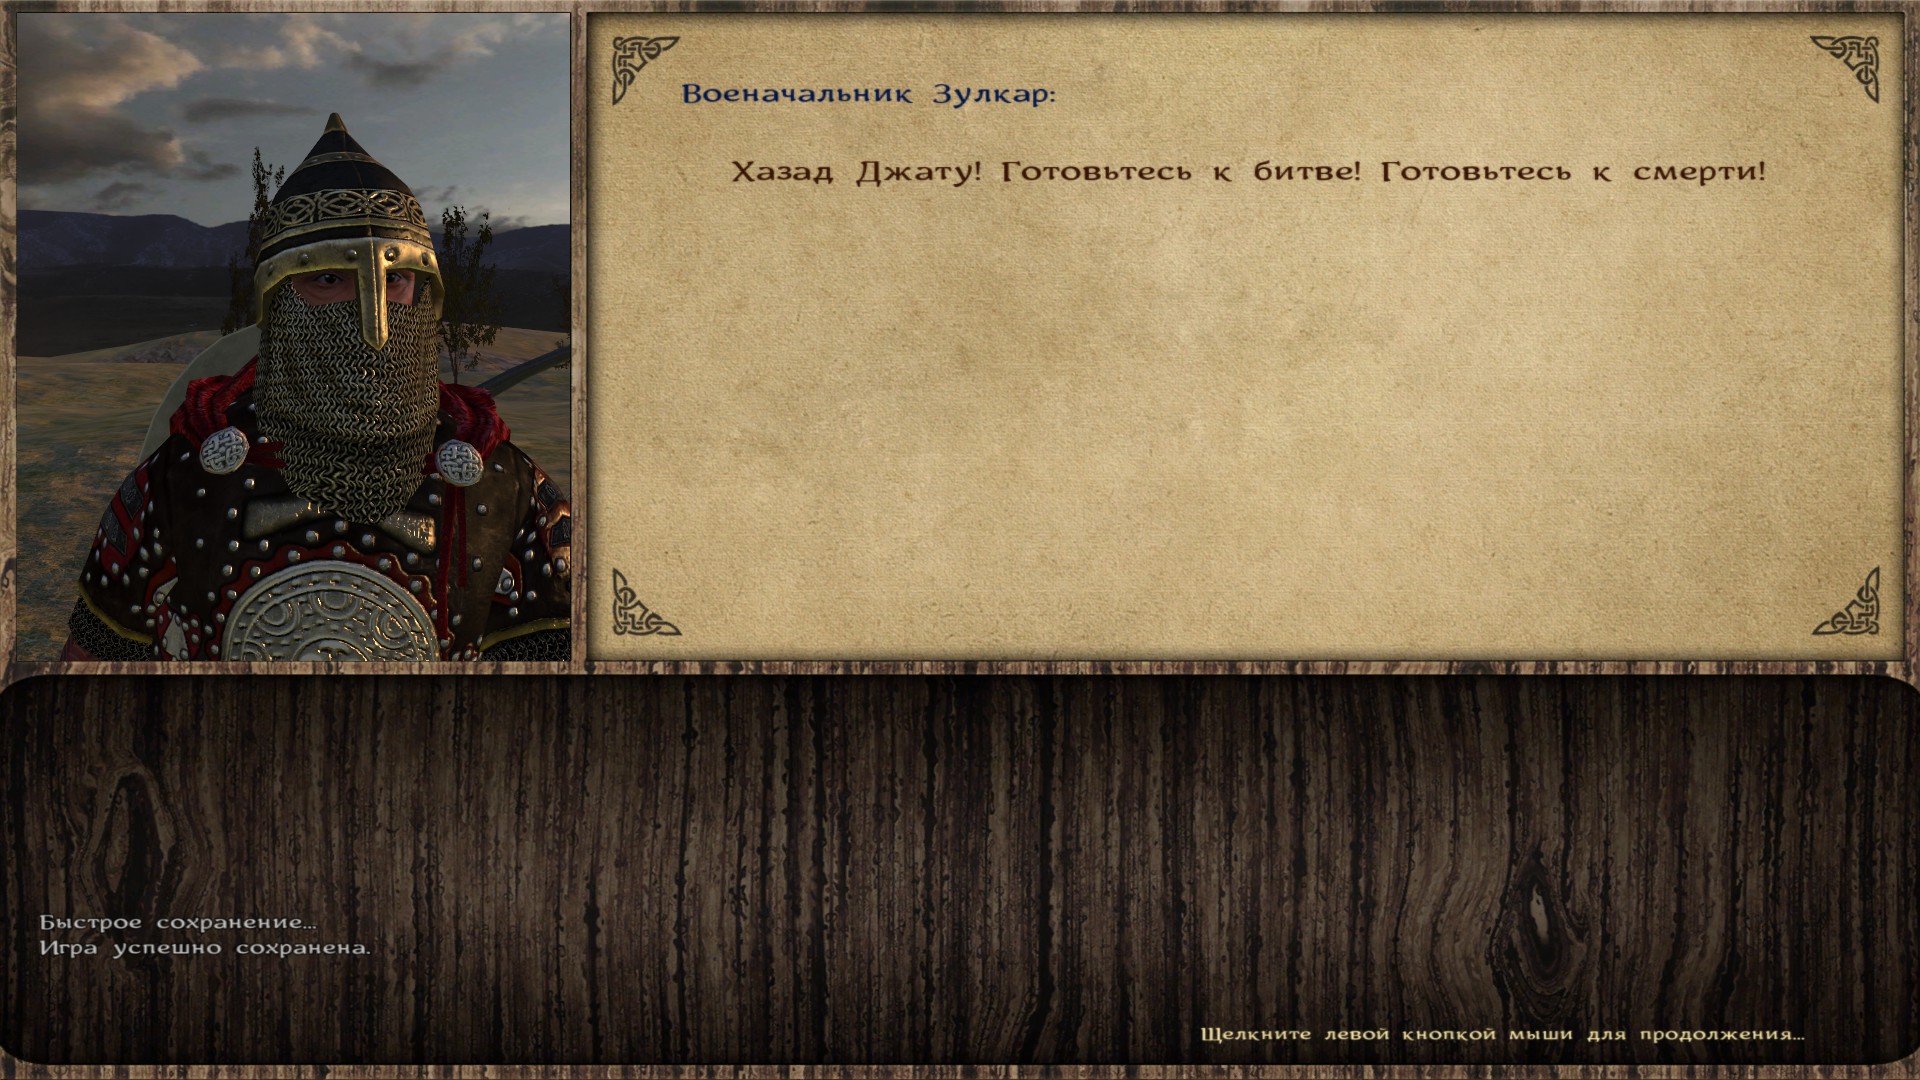 Военачальник Зулкар:
Хазад Джату! Готовьтесь к битве! Готовьтесь к смерти!
Быстрое сохранение...
Игра успешно сохранена.
Щелкните левой кнопкой мыши для продолжения...